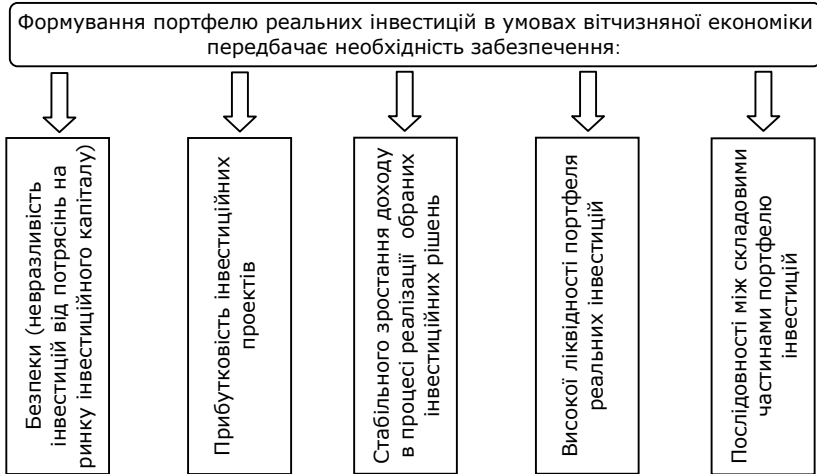 Формування портфелю реальних інвестицій в умовах вітчизняної економіки
передбачає необхідність забезпечення:
Безпеки (невразливість
інвестицій від потрясінь на
ринку інвестиційного капіталу)
Прибутковість інвестиційних
проектів
Стабільного зростання доходу
в процесі реалізації обраних
інвестиційних рішень
Високої ліквідності портфеля
реальних інвестицій
Послідовності між складовими
частинами портфелю
інвестицій